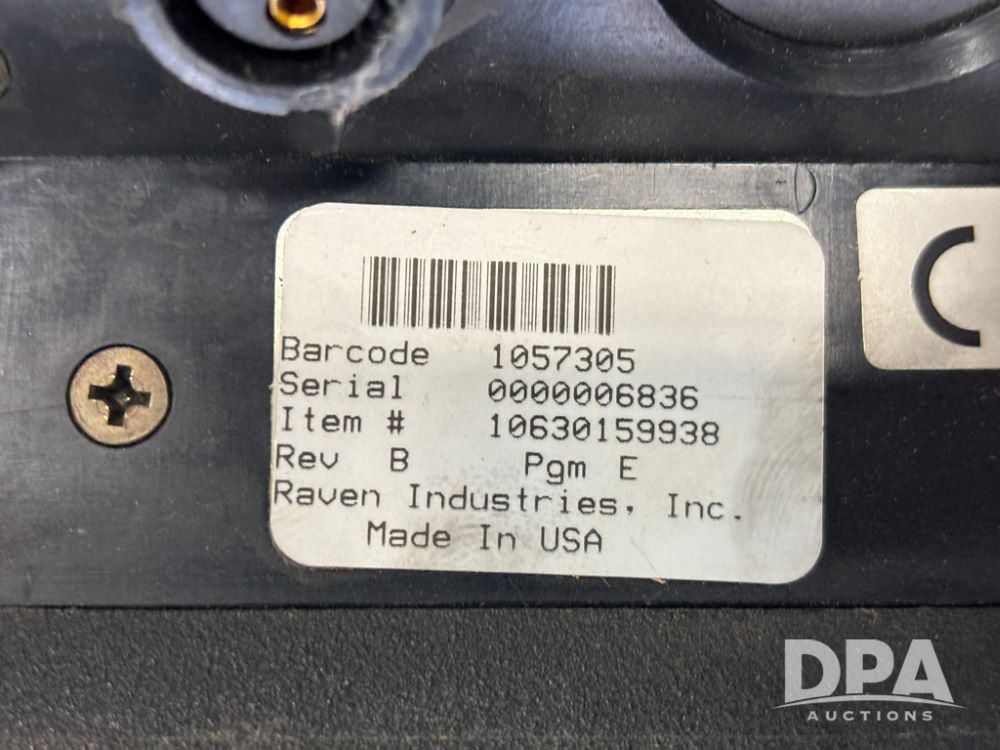 Barcode 1057305
Serial 0000006836
Item # 10630159938
Rev B Pgm E
Raven Industries, Inc.
Made In USA
C
DPA
AUCTIONS